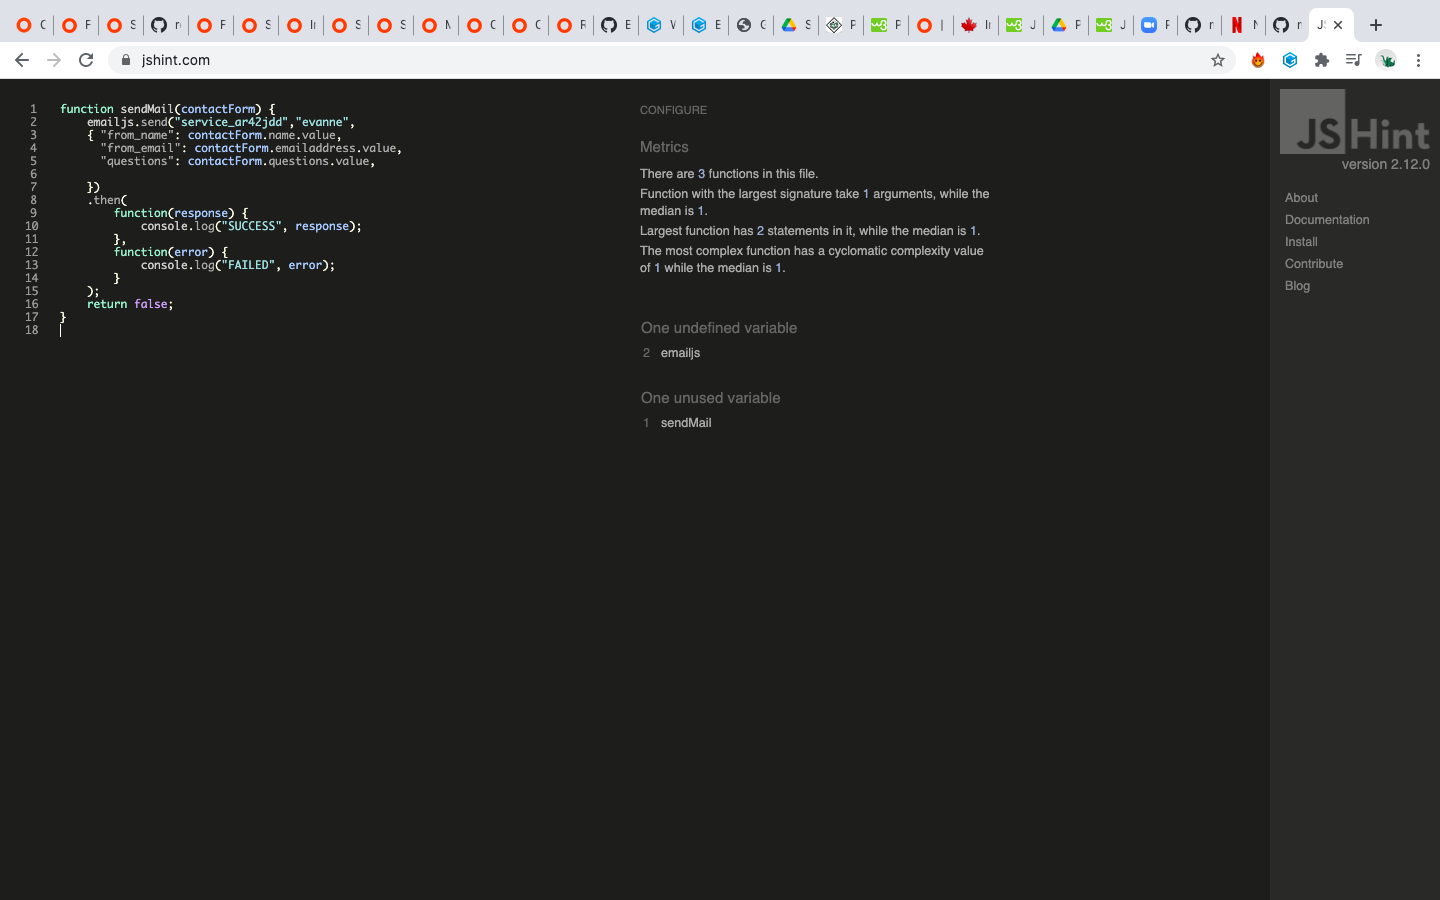 jshint.com
1 function sendMail(contactForm) {
2 emailjs.send("service_ar42jdd","evanne",
3 { "from_name": contactForm.name.value,
4 "from_email": contactForm.emailaddress.value,
5 "questions": contactForm.questions.value,
6
7 })
8 .then(
9 function(response) {
10 console.log("SUCCESS", response);
11 },
12 function(error) {
13 console.log("FAILED", error);
14 }
15 );
16 return false;
17 }
18
CONFIGURE
Metrics
There are 3 functions in this file.
Function with the largest signature take 1 arguments, while the
median is 1.
Largest function has 2 statements in it, while the median is 1.
The most complex function has a cyclomatic complexity value
of 1 while the median is 1.
One undefined variable
2 emailjs
One unused variable
1 sendMail
JSHint
version 2.12.0
About
Documentation
Install
Contribute
Blog